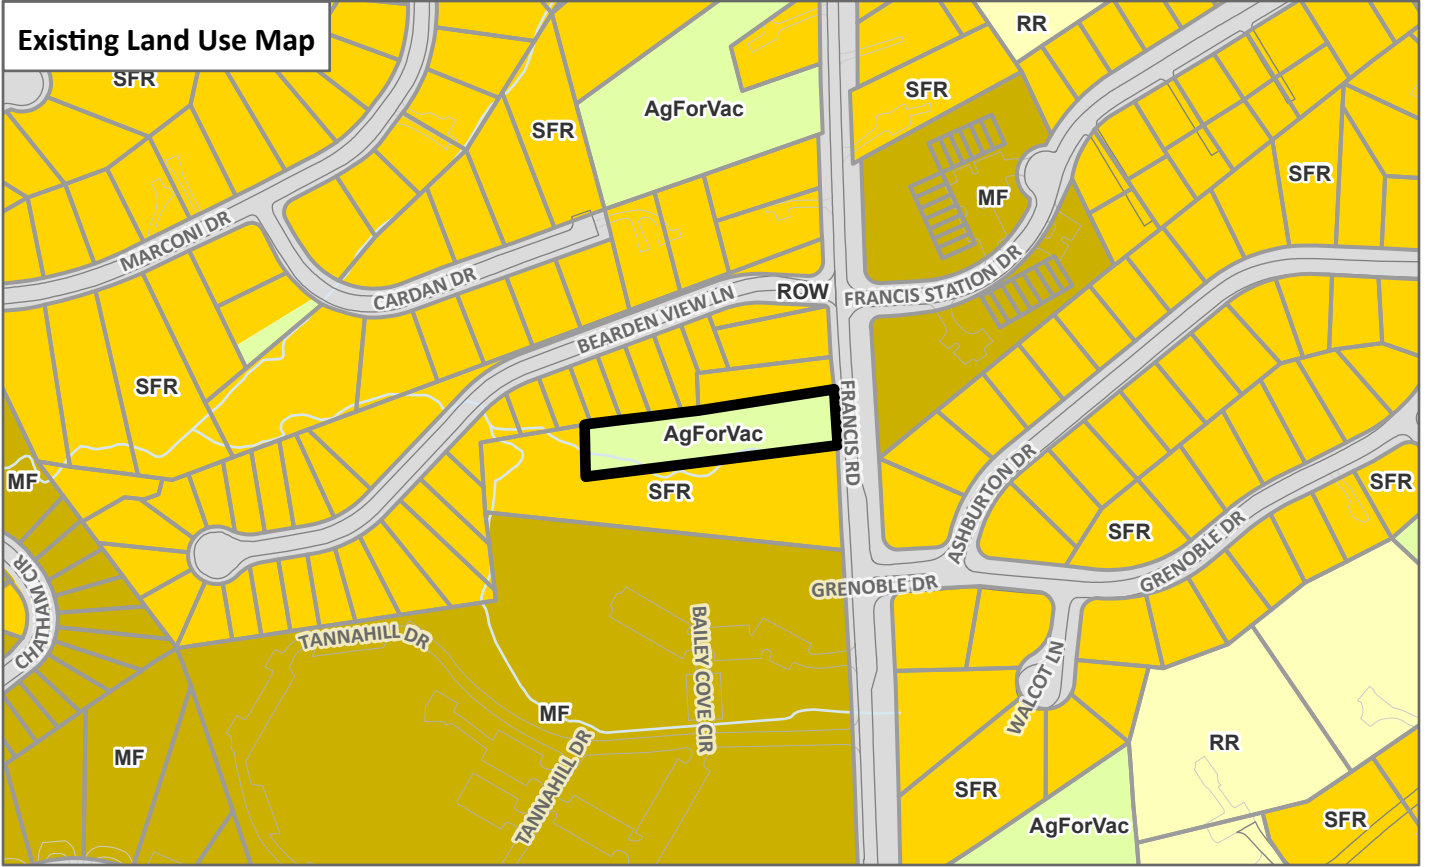 Existing Land Use Map
RR
SFR
SFR
AgForVac
SFR
SFR
MF
MARCONI DR
CARDAN DR
BEARDEN VIEW LN
ROW
FRANCIS STATION DR
SFR
FRANCIS RD
AgForVac
SFR
MF
SFR
ASHBURTON DR
SFR
GRENOBLE DR
GRENOBLE DR
CHATHAM CIR
TANNAHILL DR
BAILEY COVE CIR
WALCOT LN
MF
TANNAHILL DR
MF
RR
SFR
AgForVac
SFR